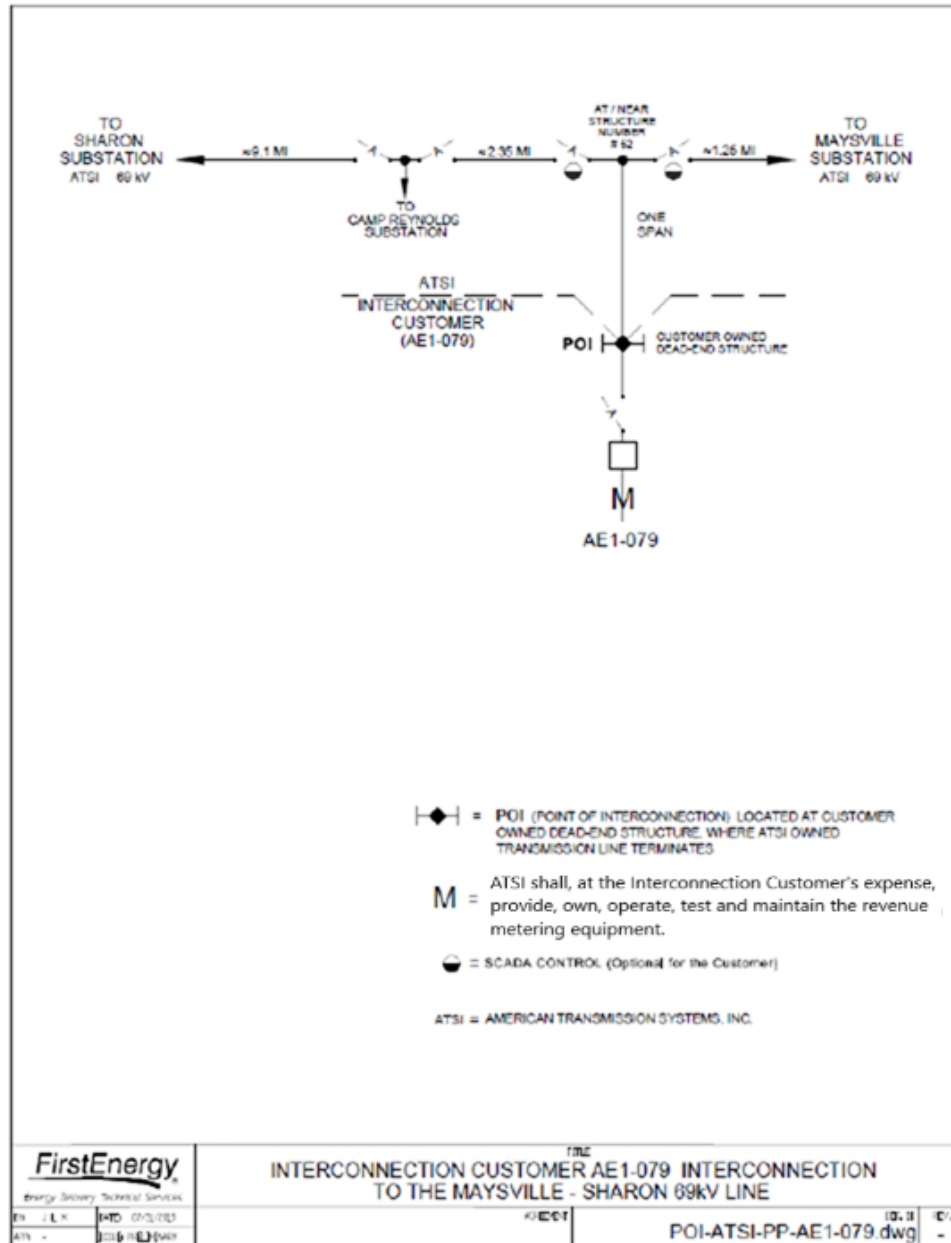 TO
SHARON
SUBSTATION
ATSI 69 kV
≈9.1 MI
≈2.35 MI
AT / NEAR
STRUCTURE
NUMBER
# 62
≈1.25 MI
TO
MAYSVILLE
SUBSTATION
ATSI 69 kV
TO
CAMP REYNOLDS
SUBSTATION
ONE
SPAN
ATSI
INTERCONNECTION
CUSTOMER
(AE1-079)
POI
CUSTOMER OWNED
DEAD-END STRUCTURE
M
AE1-079
= POI (POINT OF INTERCONNECTION) LOCATED AT CUSTOMER
OWNED DEAD-END STRUCTURE, WHERE ATSI OWNED
TRANSMISSION LINE TERMINATES
M = ATSI shall, at the Interconnection Customer's expense,
provide, own, operate, test and maintain the revenue
metering equipment.
= SCADA CONTROL (Optional for the Customer)
ATSI = AMERICAN TRANSMISSION SYSTEMS, INC.
FirstEnergy
Energy Delivery Technical Services
TITLE
INTERCONNECTION CUSTOMER AE1-079 INTERCONNECTION
TO THE MAYSVILLE - SHARON 69kV LINE
POI-ATSI-PP-AE1-079.dwg